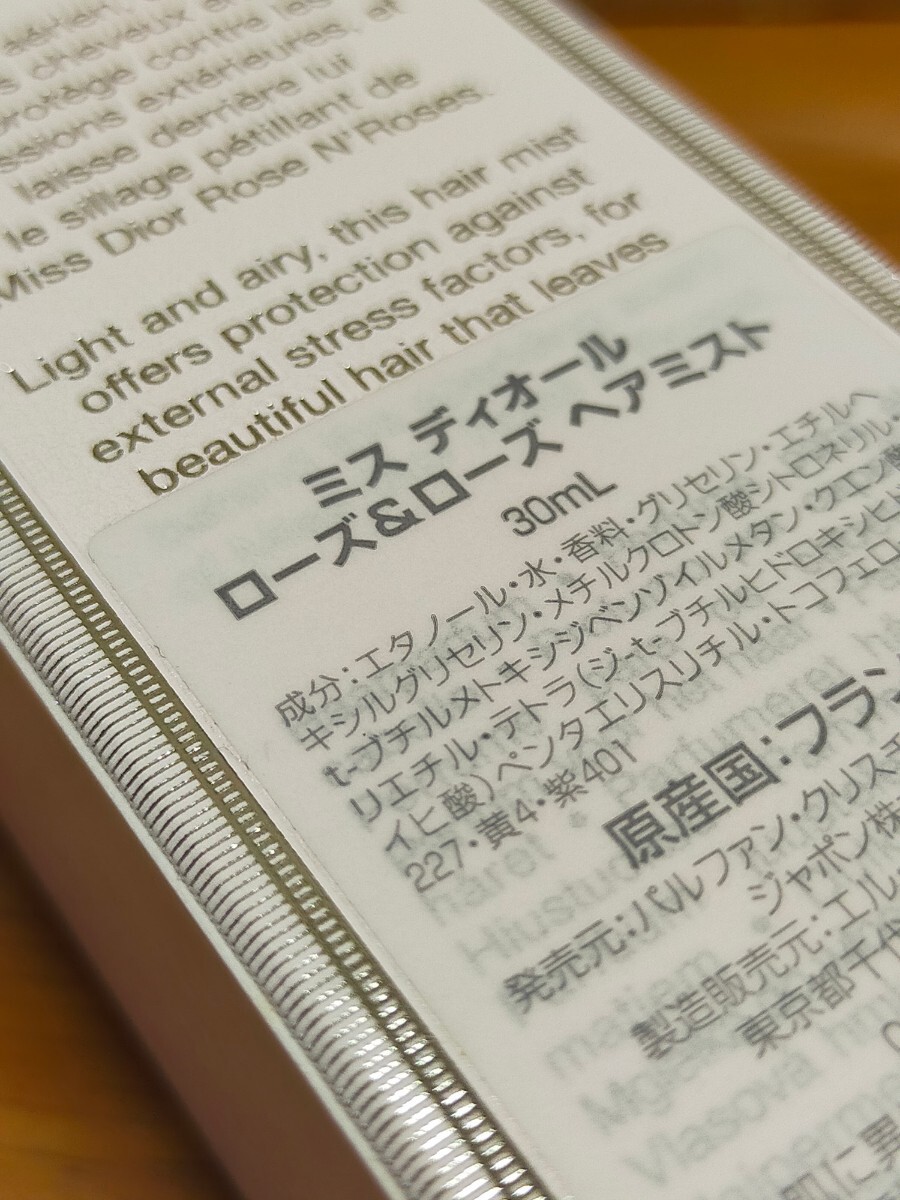 s cheveux e
protège contre les
ssions extérieures, et
laisse derrière lui
le sillage pétillant de
Miss Dior Rose N'Roses.
Light and airy, this hair mist
offers protection against
external stress factors, for
beautiful hair that leaves
ミス ディオール
ローズ&ローズ ヘアミスト
30mL
成分：エタノール・水・香料・グリセリン・エチルヘ
キシルグリセリン・メチルクロトン酸シトロネリル・
t-ブチルメトキシジベンゾイルメタン・クエン酸
リエチル・テトラ(ジ-t-ブチルヒドロキシヒド
イヒ酸)ペンタエリスリチル・トコフェロ
227・黄4・紫401
原産国：フラン
発売元：パルファン・クリスチ
ジャポン株
製造販売元：エル
東京都千代
háret
Hiustu
matiem
Vlasová